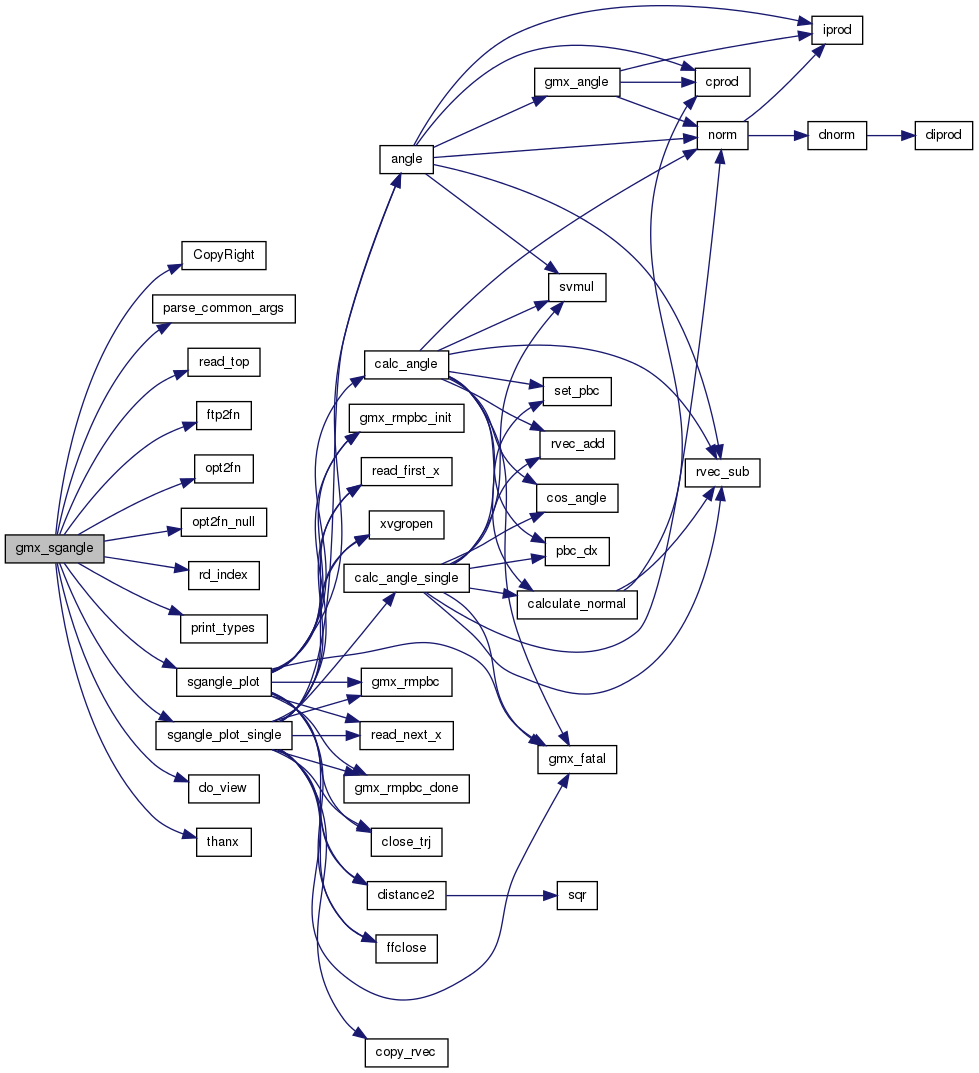 gmx_sgangle
CopyRight
parse_common_args
read_top
ftp2fn
opt2fn
opt2fn_null
rd_index
print_types
sgangle_plot
sgangle_plot_single
do_view
thanx
angle
calc_angle
gmx_rmpbc_init
read_first_x
xvgropen
calc_angle_single
gmx_rmpbc
read_next_x
gmx_rmpbc_done
close_trj
distance2
ffclose
copy_rvec
gmx_angle
svmul
set_pbc
rvec_add
cos_angle
pbc_dx
calculate_normal
gmx_fatal
sqr
iprod
cprod
norm
rvec_sub
dnorm
diprod